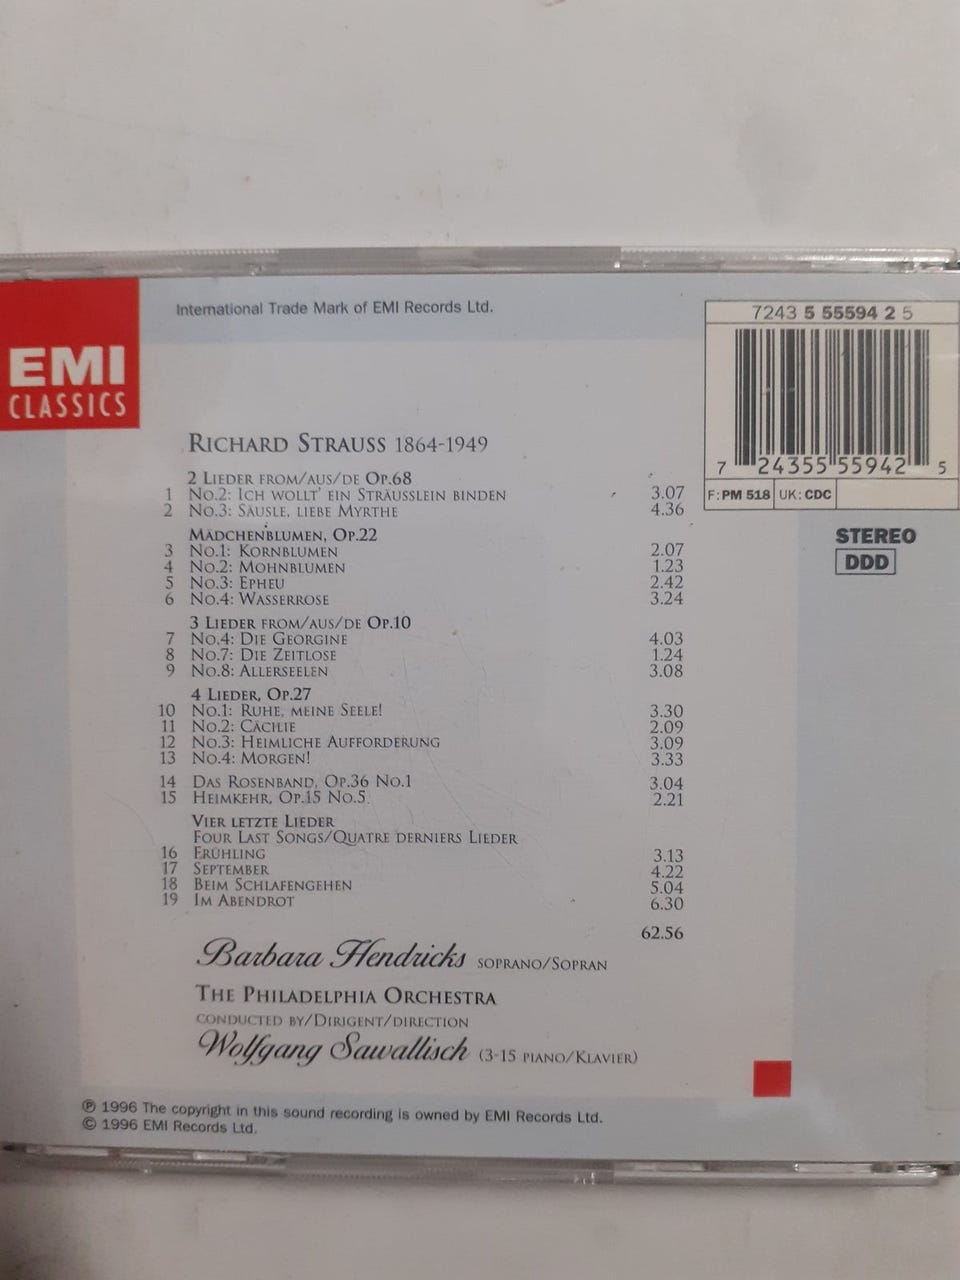 International Trade Mark of EMI Records Ltd.
EMI
CLASSICS
7243 5 55594 2 5
7 24355 55942 5
F: PM 518 UK: CDC
STEREO
DDD
RICHARD STRAUSS 1864-1949
2 LIEDER FROM/AUS/DE OP.68
1 NO.2: ICH WOLLT' EIN STRÄUSSLEIN BINDEN 3.07
2 NO.3: SÄUSLE, LIEBE MYRTHE 4.36
MÄDCHENBLUMEN, OP.22
3 NO.1: KORNBLUMEN 2.07
4 NO.2: MOHNBLUMEN 1.23
5 NO.3: EPHEU 2.42
6 NO.4: WASSERROSE 3.24
3 LIEDER FROM/AUS/DE OP.10
7 NO.4: DIE GEORGINE 4.03
8 NO.7: DIE ZEITLOSE 1.24
9 NO.8: ALLERSEELEN 3.08
4 LIEDER, OP.27
10 NO.1: RUHE, MEINE SEELE! 3.30
11 NO.2: CÄCILIE 2.09
12 NO.3: HEIMLICHE AUFFORDERUNG 3.09
13 NO.4: MORGEN! 3.33
14 DAS ROSENBAND, OP.36 NO.1 3.04
15 HEIMKEHR, OP.15 NO.5 2.21
VIER LETZTE LIEDER
FOUR LAST SONGS/QUATRE DERNIERS LIEDER
16 FRÜHLING 3.13
17 SEPTEMBER 4.22
18 BEIM SCHLAFENGEHEN 5.04
19 IM ABENDROT 6.30
62.56
Barbara Hendricks SOPRANO/SOPRAN
THE PHILADELPHIA ORCHESTRA
CONDUCTED BY/DIRIGENT/DIRECTION
Wolfgang Sawallisch (3-15 PIANO/KLAVIER)
℗ 1996 The copyright in this sound recording is owned by EMI Records Ltd.
© 1996 EMI Records Ltd.